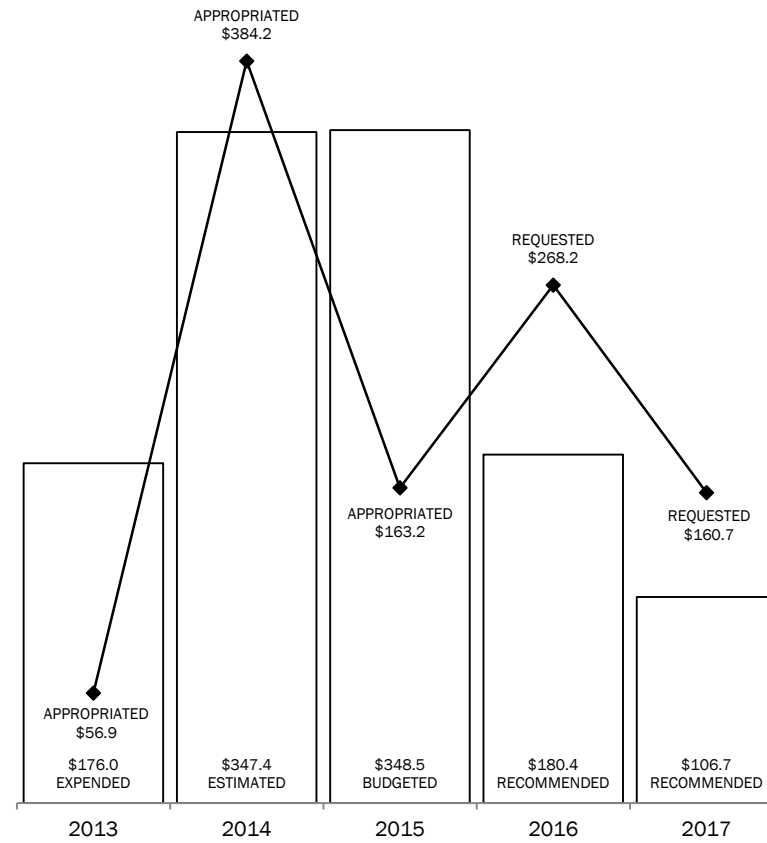 APPROPRIATED
$384.2
REQUESTED
$268.2
APPROPRIATED
$163.2
REQUESTED
$160.7
APPROPRIATED
$56.9
$176.0
EXPENDED
$347.4
ESTIMATED
$348.5
BUDGETED
$180.4
RECOMMENDED
$106.7
RECOMMENDED
2013 2014 2015 2016 2017